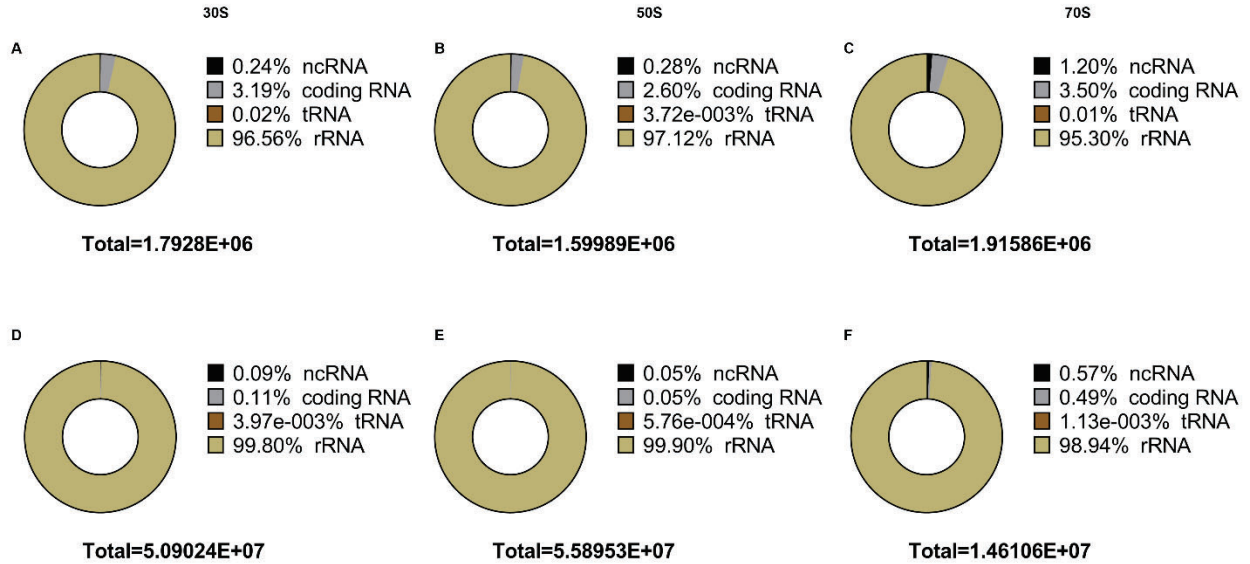 30S
50S
70S
A
0.24% ncRNA
3.19% coding RNA
0.02% tRNA
96.56% rRNA
Total=1.7928E+06
B
0.28% ncRNA
2.60% coding RNA
3.72e-003% tRNA
97.12% rRNA
Total=1.59989E+06
C
1.20% ncRNA
3.50% coding RNA
0.01% tRNA
95.30% rRNA
Total=1.91586E+06
D
0.09% ncRNA
0.11% coding RNA
3.97e-003% tRNA
99.80% rRNA
Total=5.09024E+07
E
0.05% ncRNA
0.05% coding RNA
5.76e-004% tRNA
99.90% rRNA
Total=5.58953E+07
F
0.57% ncRNA
0.49% coding RNA
1.13e-003% tRNA
98.94% rRNA
Total=1.46106E+07